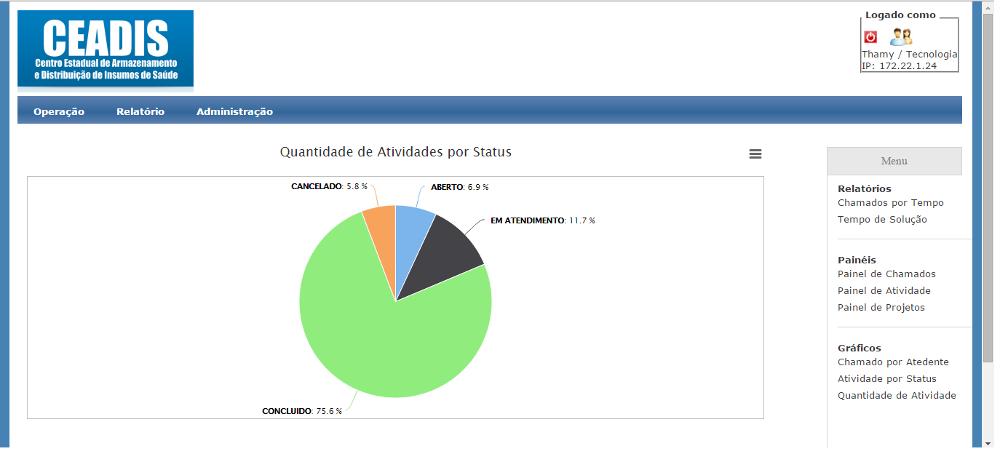 CEADIS
Centro Estadual de Armazenamento
e Distribuição de Insumos de Saúde
Logado como
Thamy / Tecnologia
IP: 172.22.1.24
Operação Relatório Administração
Quantidade de Atividades por Status
CANCELADO: 5.8 %
ABERTO: 6.9 %
EM ATENDIMENTO: 11.7 %
CONCLUIDO: 75.6 %
Menu
Relatórios
Chamados por Tempo
Tempo de Solução
Painéis
Painel de Chamados
Painel de Atividade
Painel de Projetos
Gráficos
Chamado por Atedente
Atividade por Status
Quantidade de Atividade